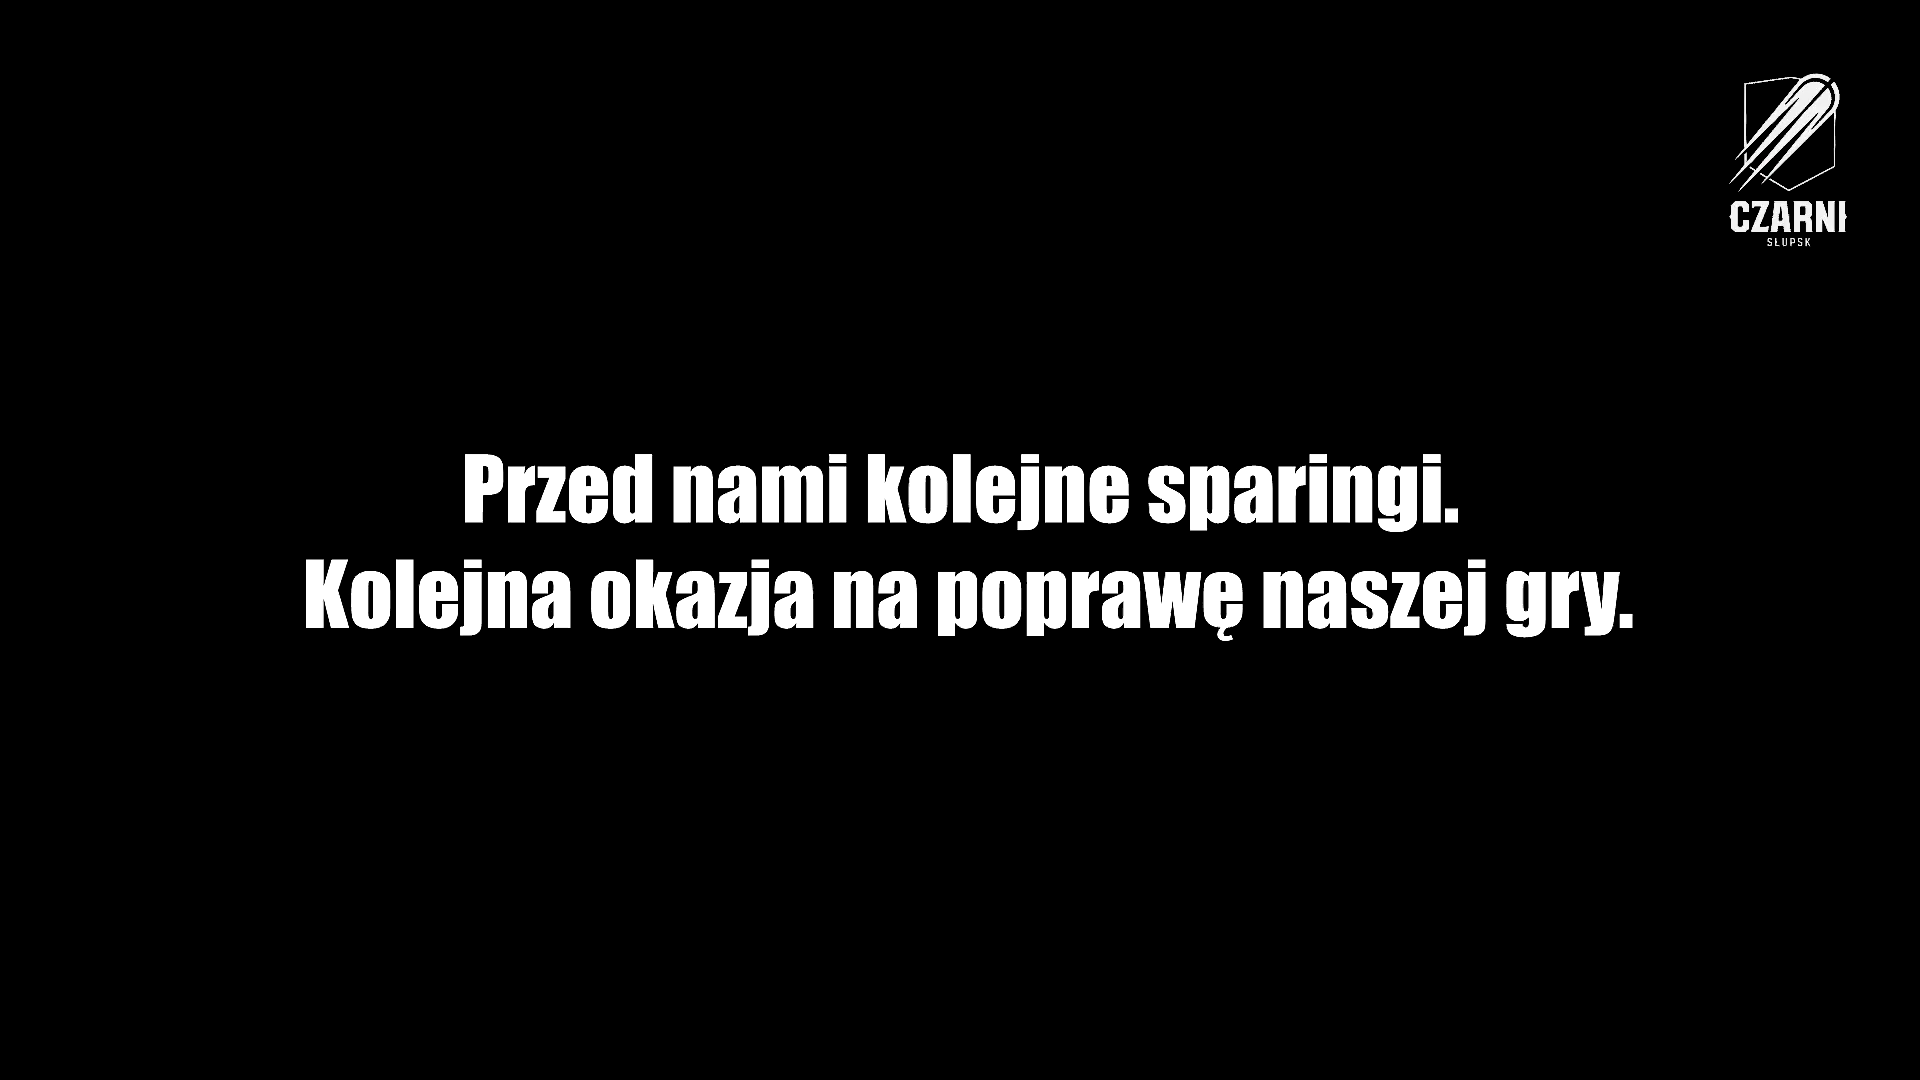 CZARNI
SŁUPSK
Przed nami kolejne sparingi.
Kolejna okazja na poprawę naszej gry.